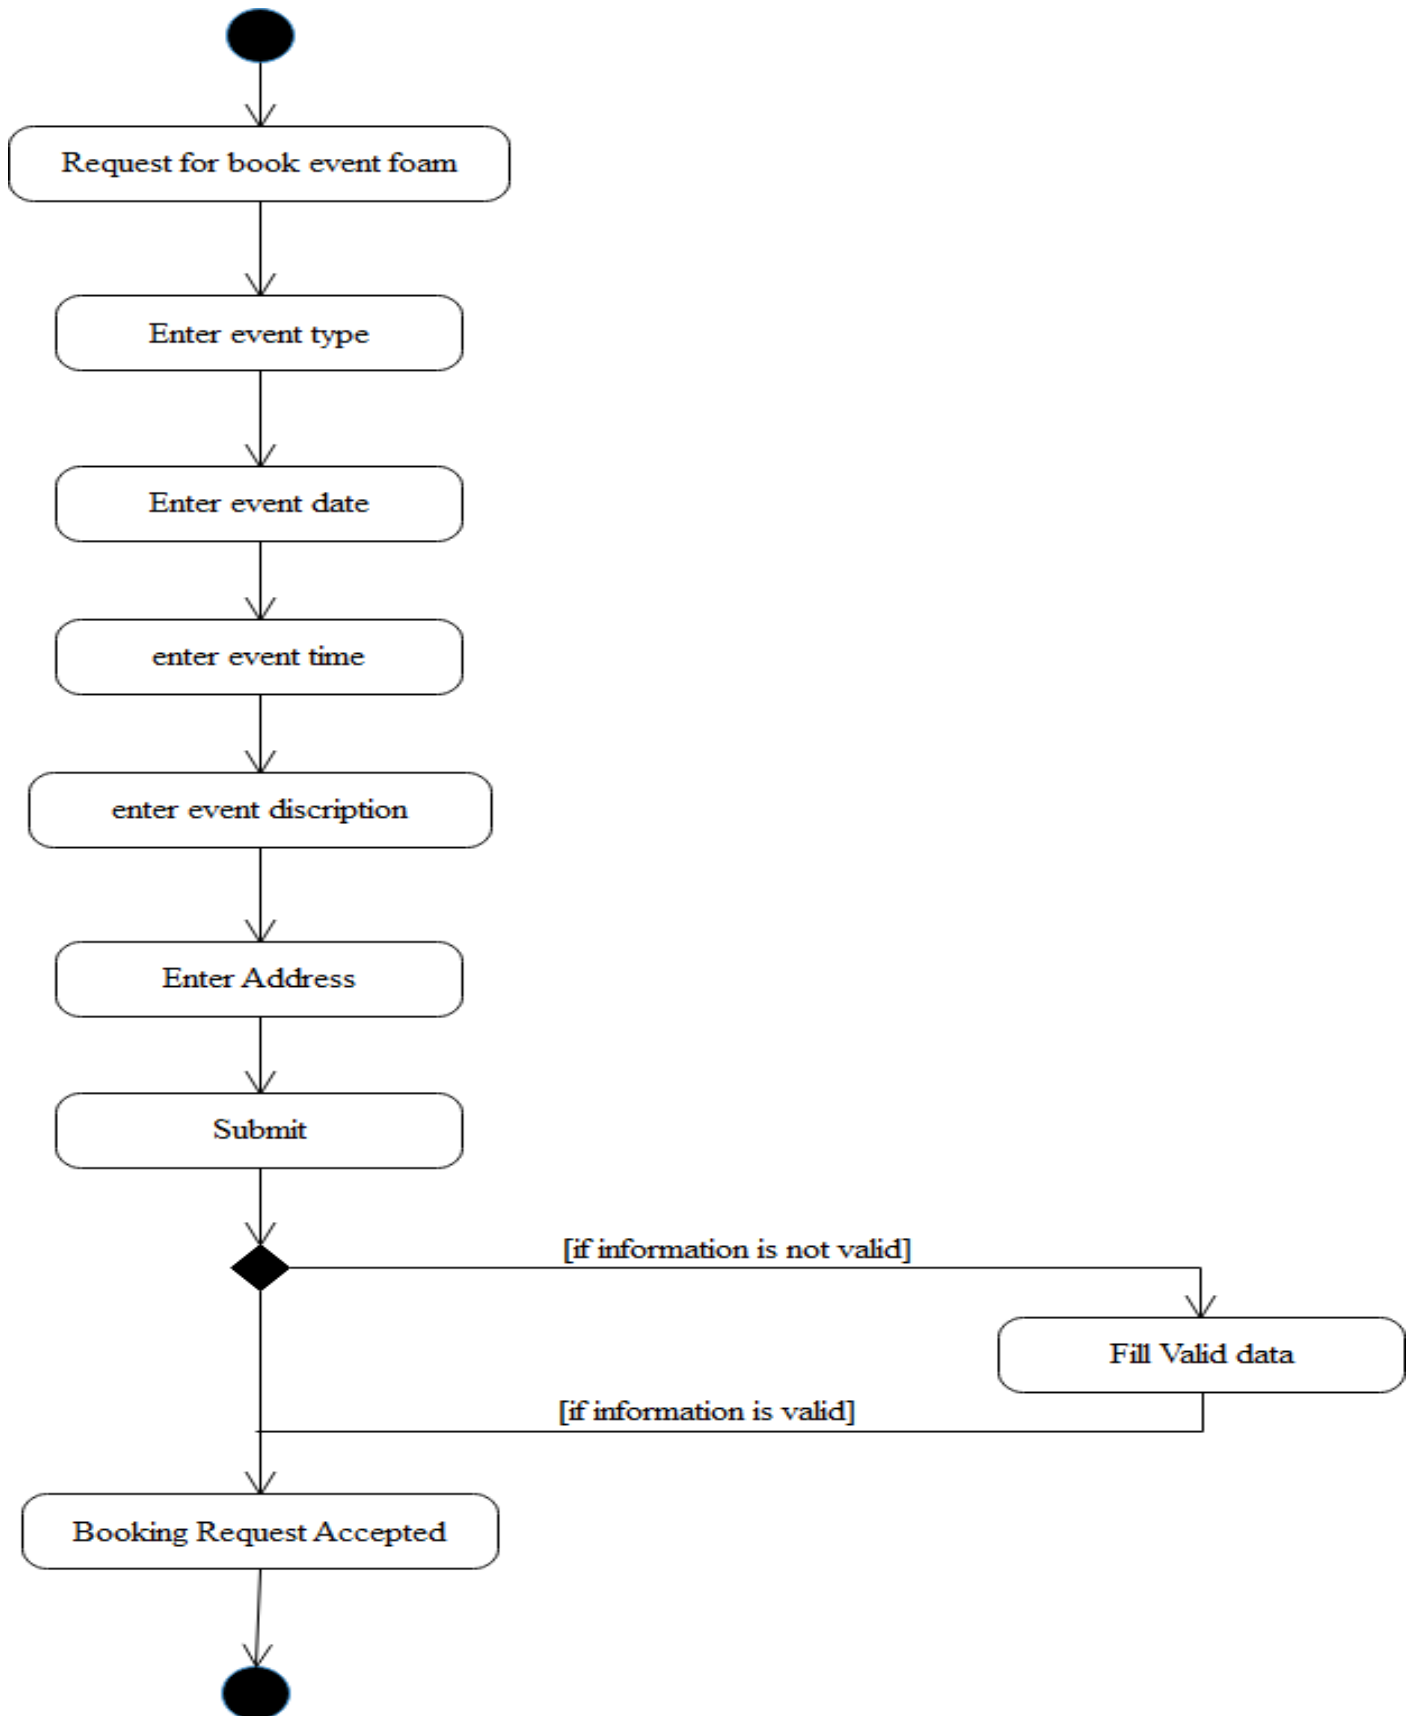 Request for book event foam
Enter event type
Enter event date
enter event time
enter event discription
Enter Address
Submit
[if information is not valid]
Fill Valid data
[if information is valid]
Booking Request Accepted